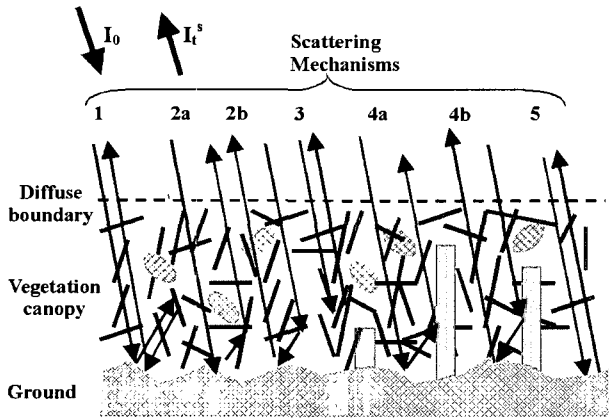 I₀
Iₜˢ
Scattering
Mechanisms
1 2a 2b 3 4a 4b 5
Diffuse
boundary
Vegetation
canopy
Ground